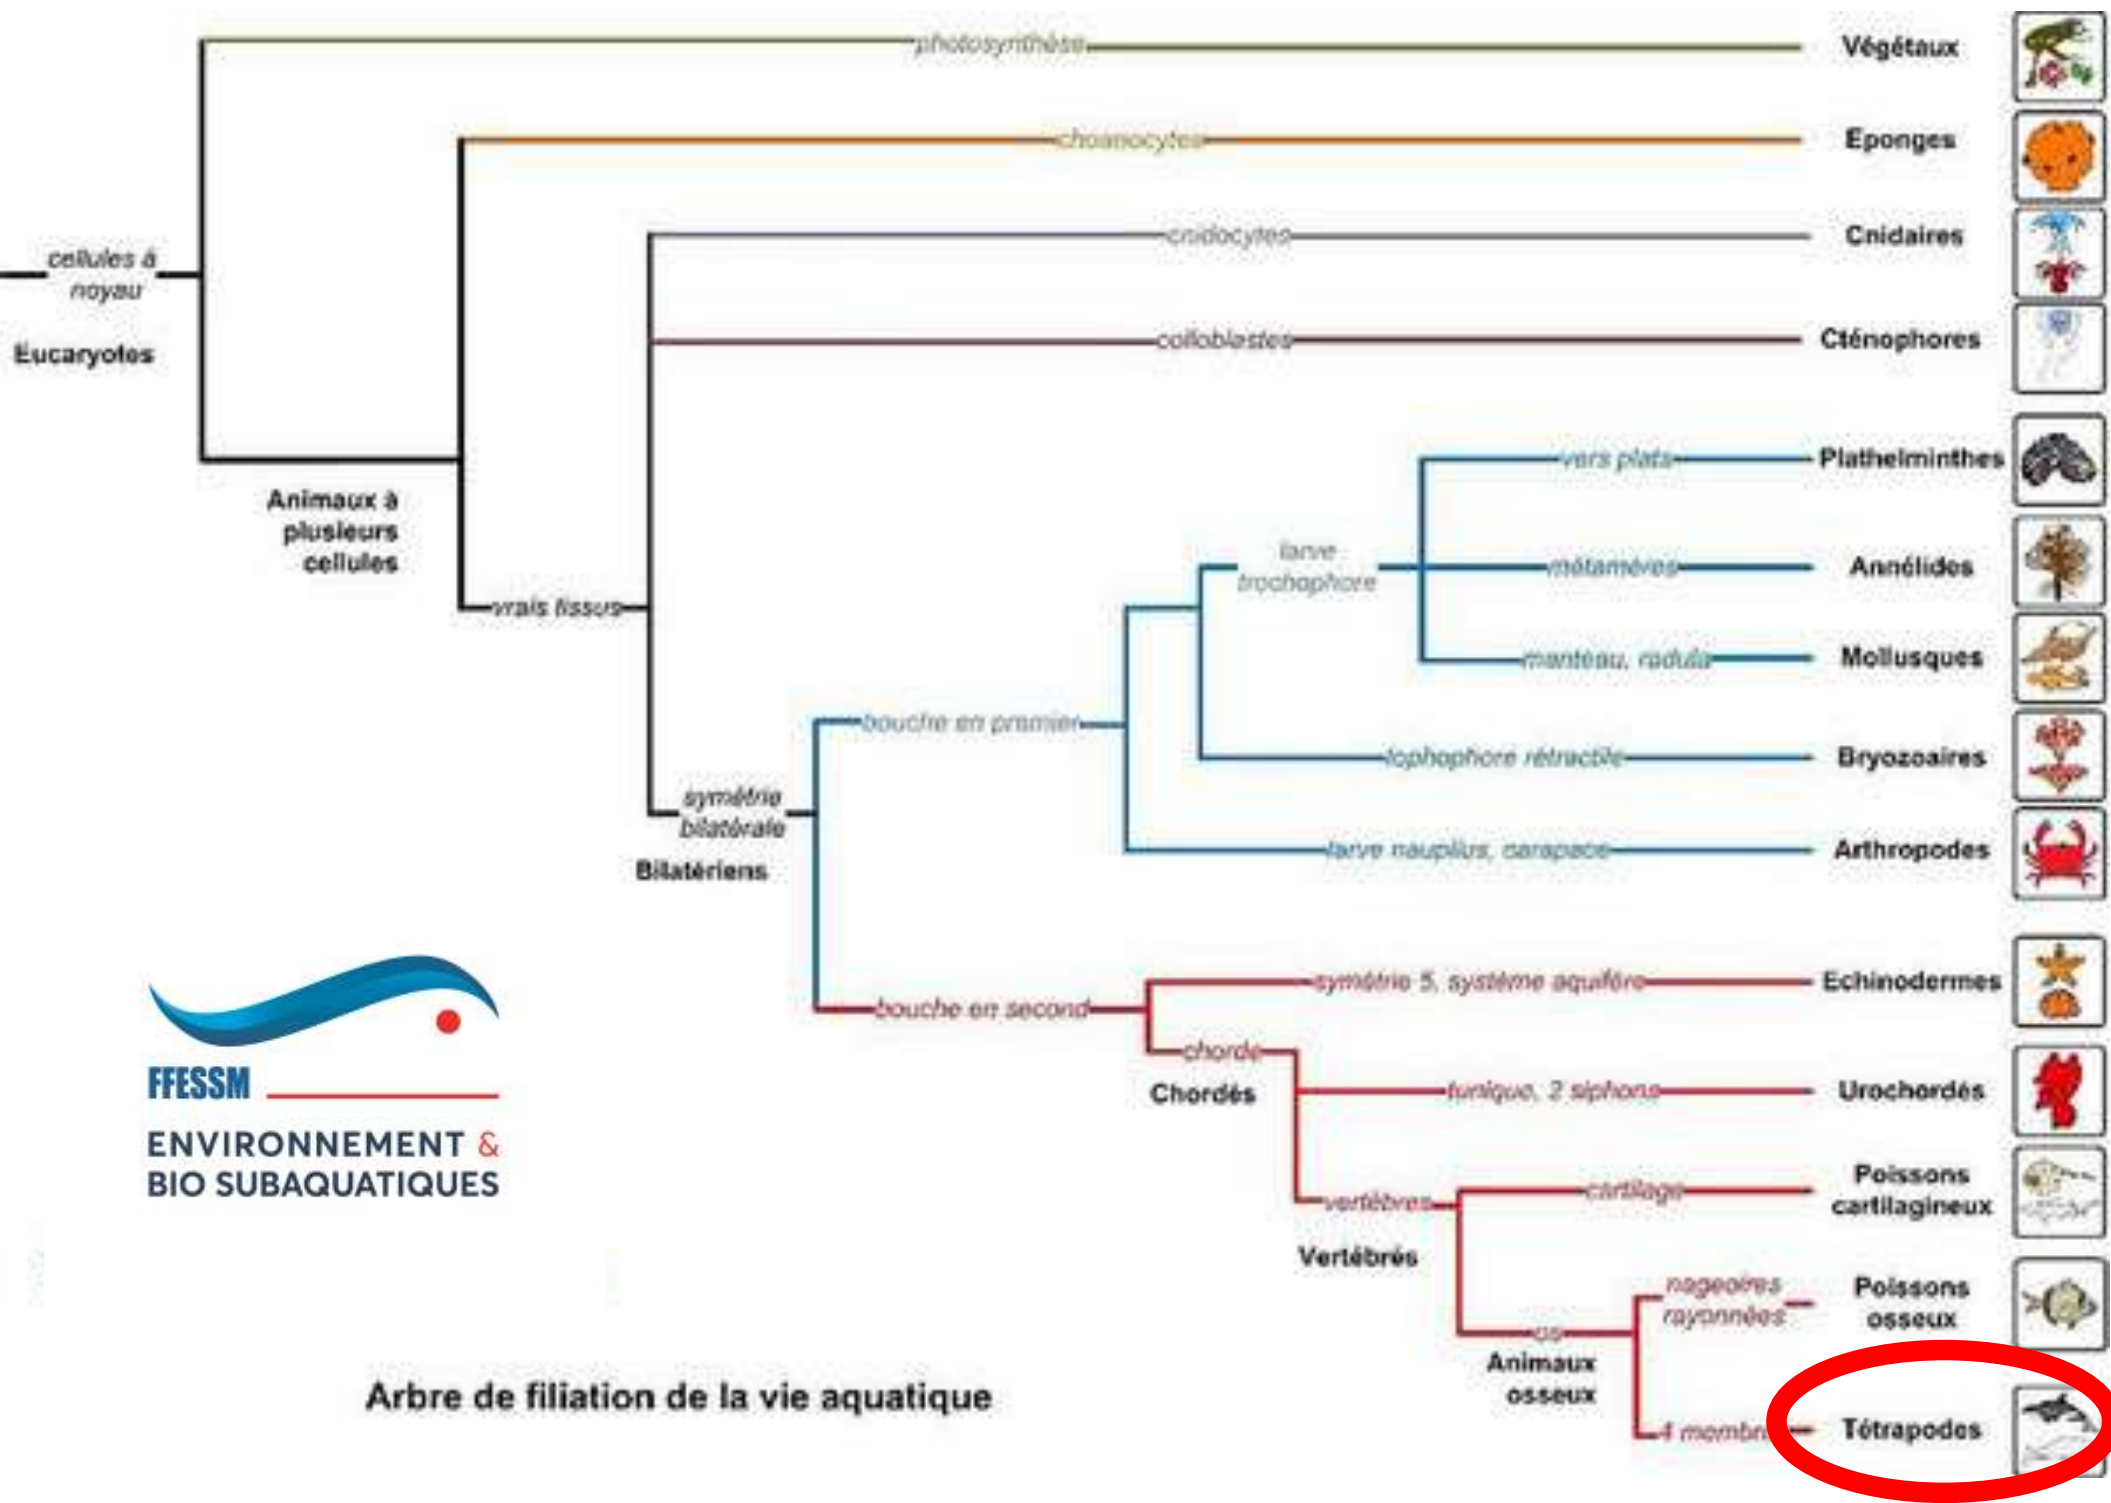 photosynthèse
Végétaux
choanocytes
Eponges
cnidocytes
Cnidaires
cellules à
noyau
Eucaryotes
colloblastes
Cténophores
vers plats
Plathelminthes
Animaux à
plusieurs
cellules
larve
trochophore
métamères
Annélides
vrais tissus
manteau, radula
Mollusques
bouche en premier
lophophore rétractile
Bryozoaires
symétrie
bilatérale
Bilatériens
larve nauplius, carapace
Arthropodes
symétrie 5, système aquifère
Echinodermes
bouche en second
chorde
Chordés
tunique, 2 siphons
Urochordés
FFESSM
ENVIRONNEMENT &
BIO SUBAQUATIQUES
cartilage
Poissons
cartilagineux
vertèbres
Vertébrés
nageoires
rayonnées
Poissons
osseux
os
Animaux
osseux
4 membr
Tétrapodes
Arbre de filiation de la vie aquatique